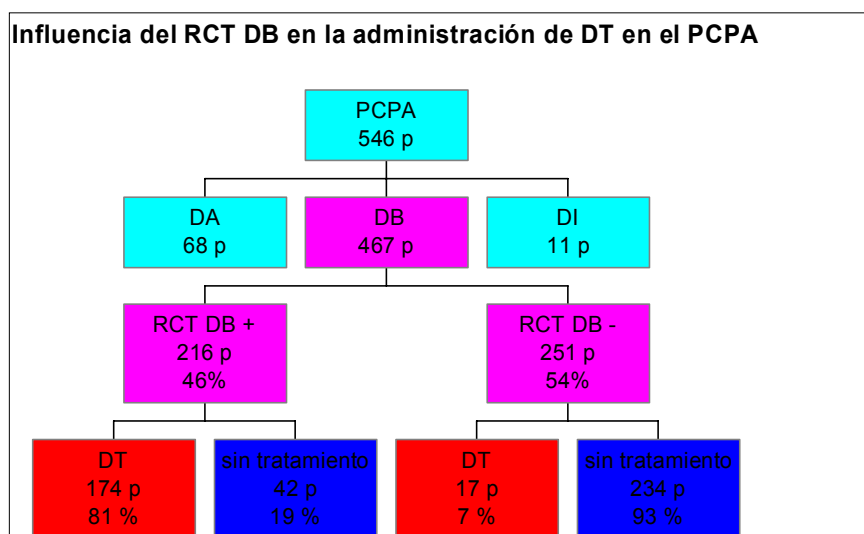 Influencia del RCT DB en la administración de DT en el PCPA
PCPA
546 p
DA
68 p
DB
467 p
DI
11 p
RCT DB +
216 p
46%
RCT DB -
251 p
54%
DT
174 p
81 %
sin tratamiento
42 p
19 %
DT
17 p
7 %
sin tratamiento
234 p
93 %